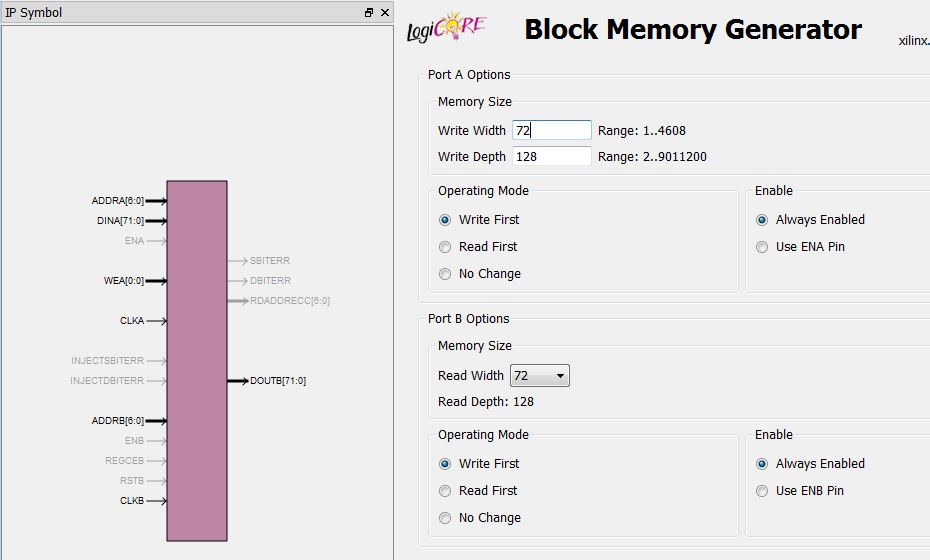 IP Symbol
ADDRA[6:0]
DINA[71:0]
ENA
SBITERR
WEA[0:0]
DBITERR
RDADDRECC[6:0]
CLKA
INJECTSBITERR
INJECTDBITERR
DOUTB[71:0]
ADDRB[6:0]
ENB
REGCEB
RSTB
CLKB
LogiCORE
Block Memory Generator
xilinx.
Port A Options
Memory Size
Write Width 72 Range: 1..4608
Write Depth 128 Range: 2..9011200
Operating Mode
Write First
Read First
No Change
Enable
Always Enabled
Use ENA Pin
Port B Options
Memory Size
Read Width 72
Read Depth: 128
Operating Mode
Write First
Read First
No Change
Enable
Always Enabled
Use ENB Pin